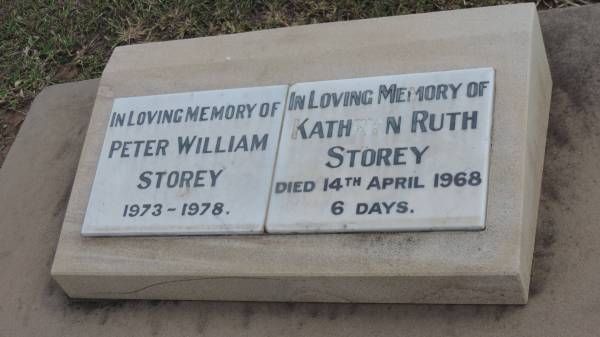 IN LOVING MEMORY OF
PETER WILLIAM
STOREY
1973 - 1978.
IN LOVING MEMORY OF
RUTH
STOREY
DIED 14TH APRIL 1968
6 DAYS.